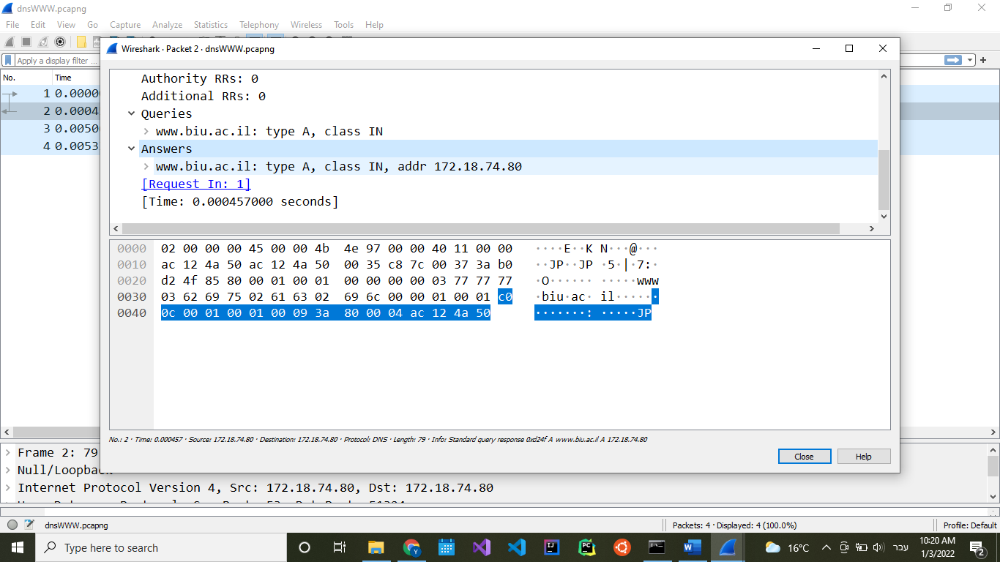 dnsWWW.pcapng
File Edit View Go Capture Analyze Statistics Telephony Wireless Tools Help
Apply a display filter ...
No. Time
1 0.0000
2 0.0004
3 0.0050
4 0.0053
Wireshark · Packet 2 · dnsWWW.pcapng
Authority RRs: 0
Additional RRs: 0
Queries
www.biu.ac.il: type A, class IN
Answers
www.biu.ac.il: type A, class IN, addr 172.18.74.80
[Request In: 1]
[Time: 0.000457000 seconds]
0000 02 00 00 00 45 00 00 4b 4e 97 00 00 40 11 00 00 ····E··K N···@···
0010 ac 12 4a 50 ac 12 4a 50 00 35 c8 7c 00 37 3a b0 ··JP··JP ·5·|·7:·
0020 d2 4f 85 80 00 01 00 01 00 00 00 00 03 77 77 77 ·O······ ·····www
0030 03 62 69 75 02 61 63 02 69 6c 00 00 01 00 01 c0 ·biu·ac· il······
0040 0c 00 01 00 01 00 09 3a 80 00 04 ac 12 4a 50 ·······: ·····JP
No.: 2 · Time: 0.000457 · Source: 172.18.74.80 · Destination: 172.18.74.80 · Protocol: DNS · Length: 79 · Info: Standard query response 0xd24f A www.biu.ac.il A 172.18.74.80
Close Help
Frame 2: 79
Null/Loopback
Internet Protocol Version 4, Src: 172.18.74.80, Dst: 172.18.74.80
dnsWWW.pcapng Packets: 4 · Displayed: 4 (100.0%) Profile: Default
Type here to search 16°C עבר 10:20 AM
1/3/2022 2